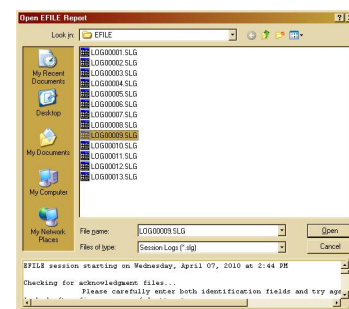 Open EFILE Report
Look in: EFILE
My Recent Documents
Desktop
My Documents
My Computer
My Network Places
LOG00001.SLG
LOG00002.SLG
LOG00003.SLG
LOG00004.SLG
LOG00005.SLG
LOG00006.SLG
LOG00007.SLG
LOG00008.SLG
LOG00009.SLG
LOG00010.SLG
LOG00011.SLG
LOG00012.SLG
LOG00013.SLG
File name: LOG00009.SLG Open
Files of type: Session Logs (*.slg) Cancel
EFILE session starting on Wednesday, April 07, 2010 at 2:44 PM
Checking for acknowledgment files...
Please carefully enter both identification fields and try aga